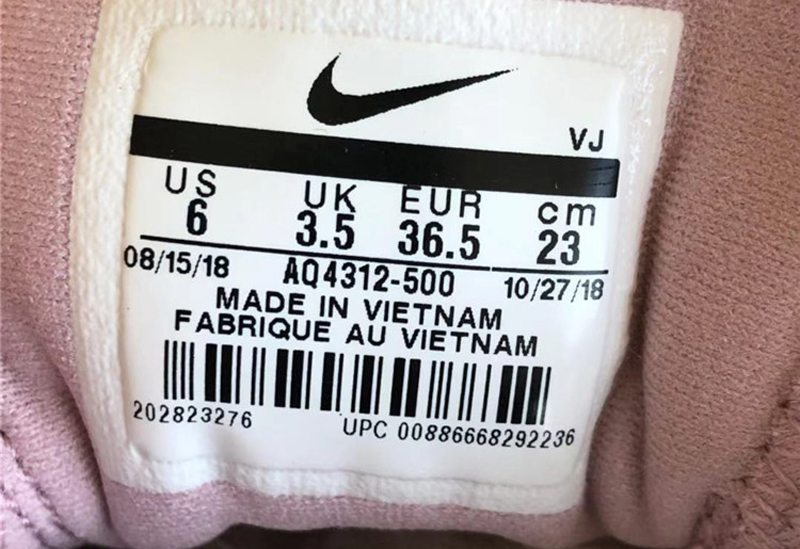 VJ
US UK EUR cm
6 3.5 36.5 23
08/15/18 AQ4312-500 10/27/18
MADE IN VIETNAM
FABRIQUE AU VIETNAM
202823276 UPC 00886668292236